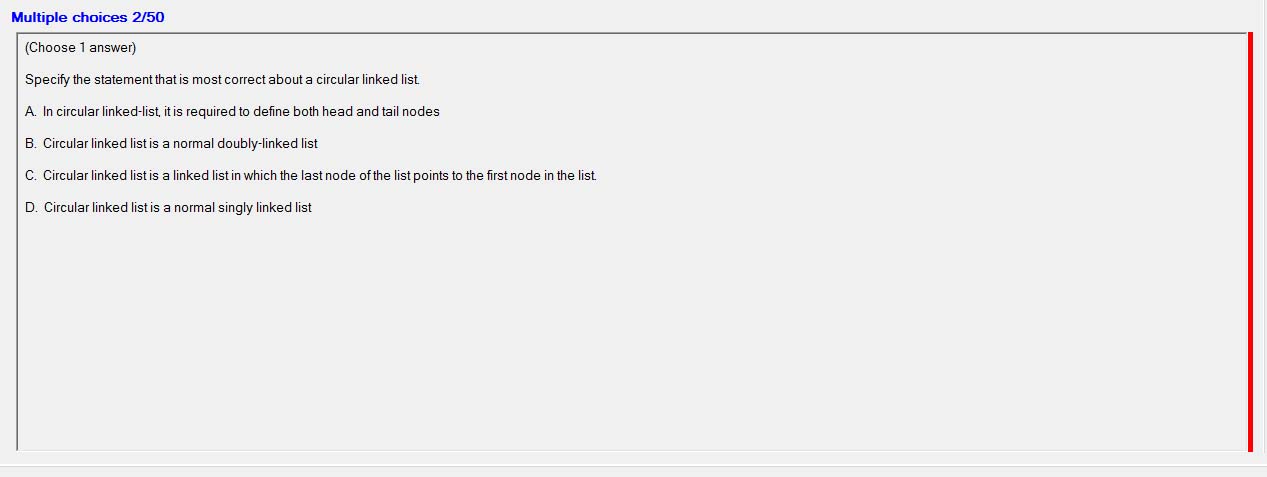 Multiple choices 2/50
(Choose 1 answer)
Specify the statement that is most correct about a circular linked list.
A. In circular linked-list, it is required to define both head and tail nodes
B. Circular linked list is a normal doubly-linked list
C. Circular linked list is a linked list in which the last node of the list points to the first node in the list.
D. Circular linked list is a normal singly linked list